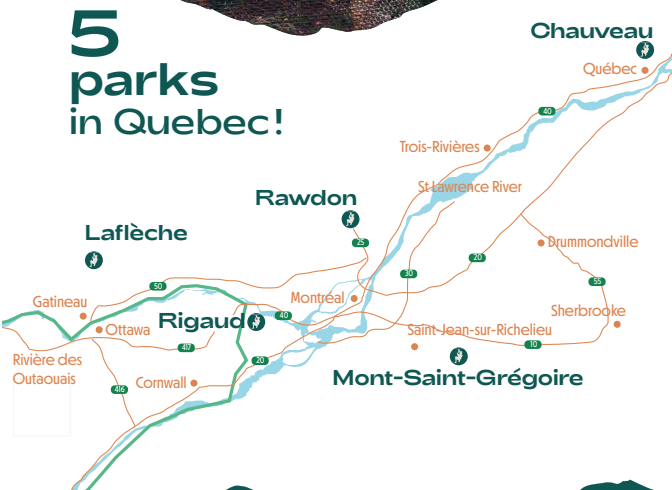 5
parks
in Quebec!
Chauveau
Québec
40
Trois-Rivières
St Lawrence River
Rawdon
25
Laflèche
Drummondville
20
30
55
50
Gatineau
Montréal
Sherbrooke
Ottawa
Rigaud
40
Saint-Jean-sur-Richelieu
10
417
20
Rivière des
Outaouais
Mont-Saint-Grégoire
416
Cornwall